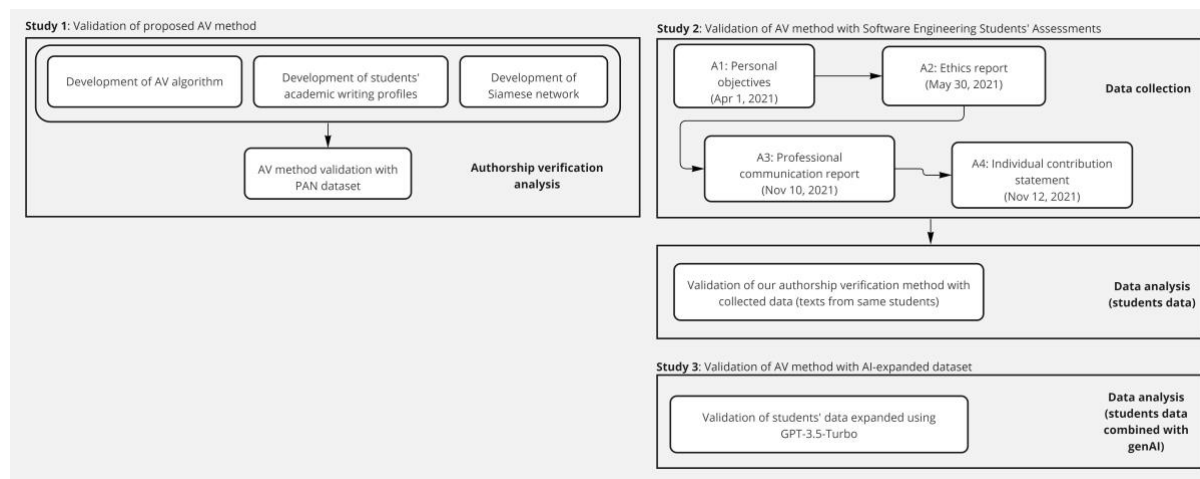 Study 1: Validation of proposed AV method
Development of AV algorithm
Development of students'
academic writing profiles
Development of
Siamese network
AV method validation with
PAN dataset
Authorship verification
analysis
Study 2: Validation of AV method with Software Engineering Students' Assessments
A1: Personal
objectives
(Apr 1, 2021)
A2: Ethics report
(May 30, 2021)
Data collection
A3: Professional
communication report
(Nov 10, 2021)
A4: Individual contribution
statement
(Nov 12, 2021)
Validation of our authorship verification method with
collected data (texts from same students)
Data analysis
(students data)
Study 3: Validation of AV method with AI-expanded dataset
Validation of students' data expanded using
GPT-3.5-Turbo
Data analysis
(students data
combined with
genAI)